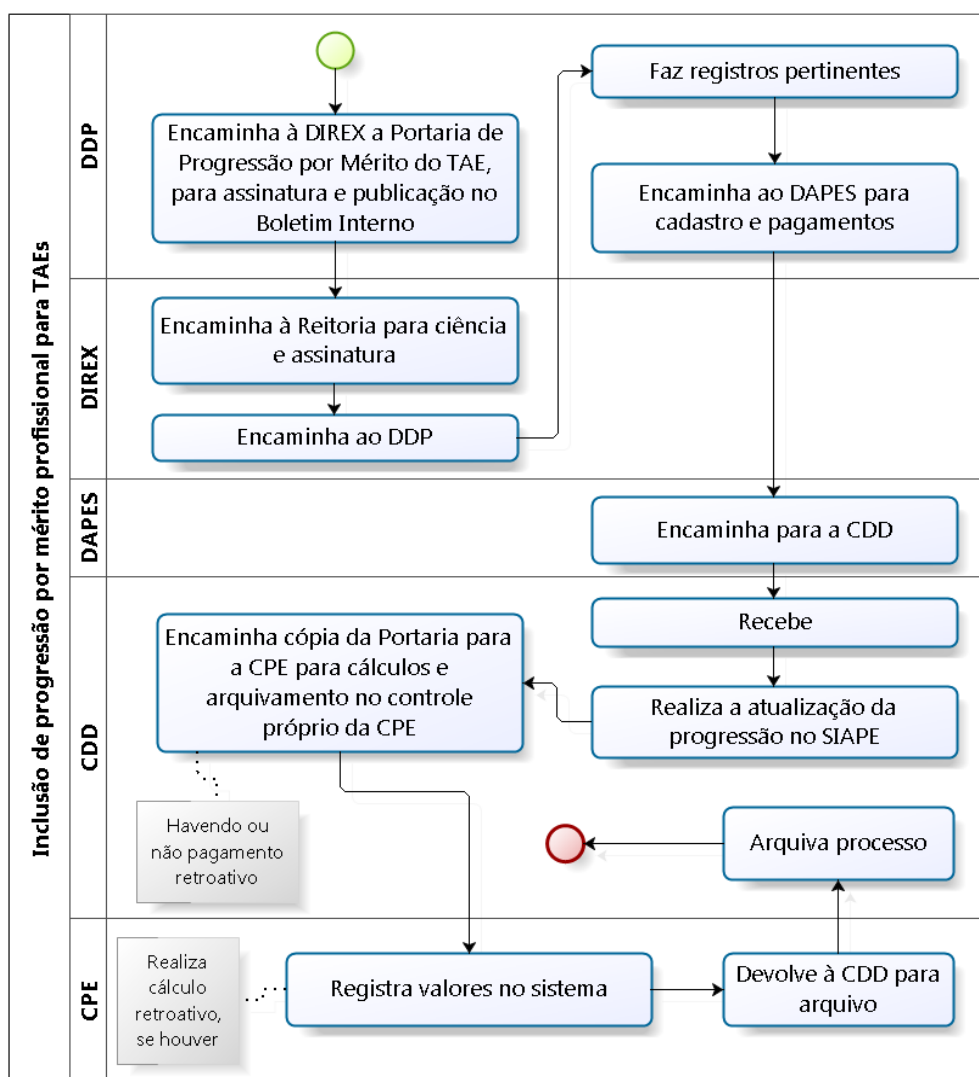 Inclusão de progressão por mérito profissional para TAEs
DDP
Encaminha à DIREX a Portaria de
Progressão por Mérito do TAE,
para assinatura e publicação no
Boletim Interno
Faz registros pertinentes
Encaminha ao DAPES para
cadastro e pagamentos
DIREX
Encaminha à Reitoria para ciência
e assinatura
Encaminha ao DDP
DAPES
Encaminha para a CDD
CDD
Recebe
Realiza a atualização da
progressão no SIAPE
Encaminha cópia da Portaria para
a CPE para cálculos e
arquivamento no controle
próprio da CPE
Havendo ou
não pagamento
retroativo
Arquiva processo
CPE
Realiza
cálculo
retroativo,
se houver
Registra valores no sistema
Devolve à CDD para
arquivo